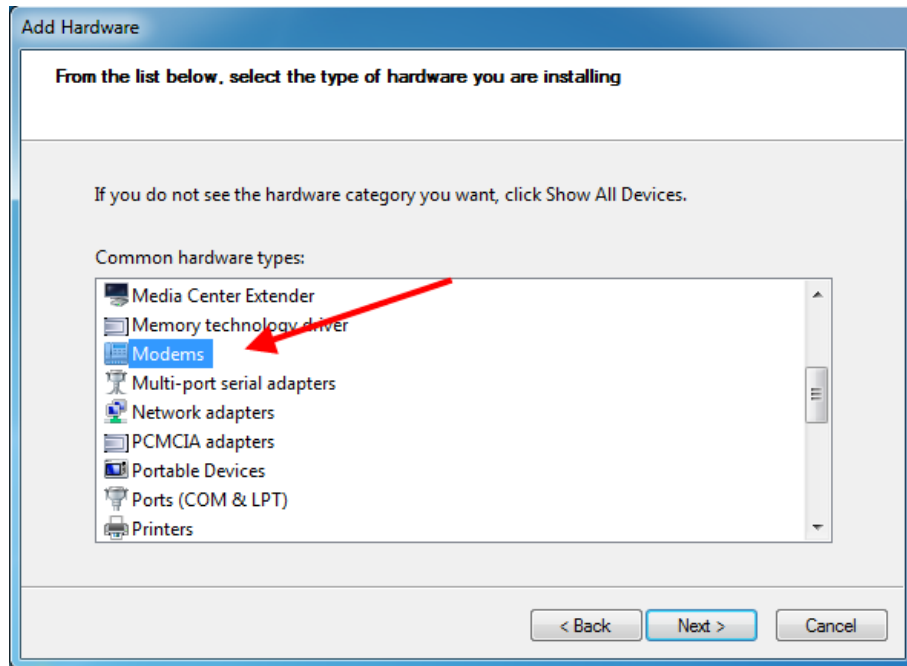 Add Hardware
From the list below, select the type of hardware you are installing
If you do not see the hardware category you want, click Show All Devices.
Common hardware types:
Media Center Extender
Memory technology driver
Modems
Multi-port serial adapters
Network adapters
PCMCIA adapters
Portable Devices
Ports (COM & LPT)
Printers
< Back Next > Cancel